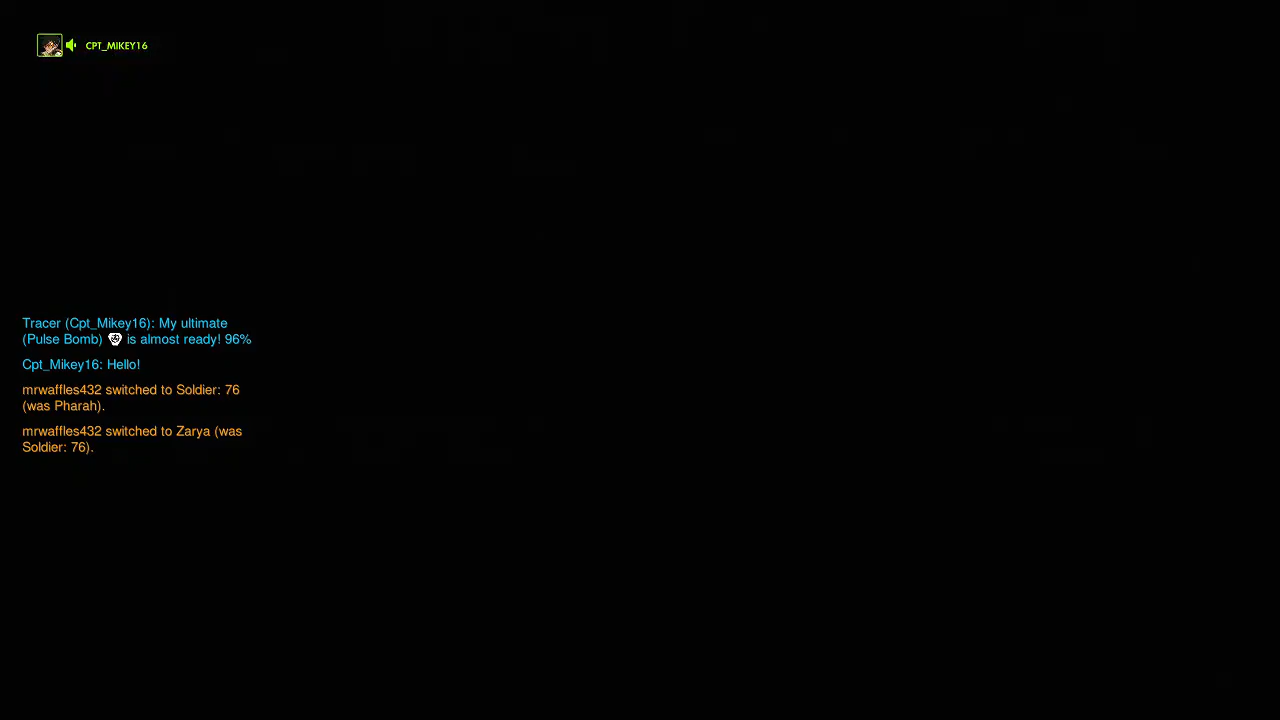 CPT_MIKEY16
Tracer (Cpt_Mikey16): My ultimate
(Pulse Bomb) is almost ready! 96%
Cpt_Mikey16: Hello!
mrwaffles432 switched to Soldier: 76
(was Pharah).
mrwaffles432 switched to Zarya (was
Soldier: 76).